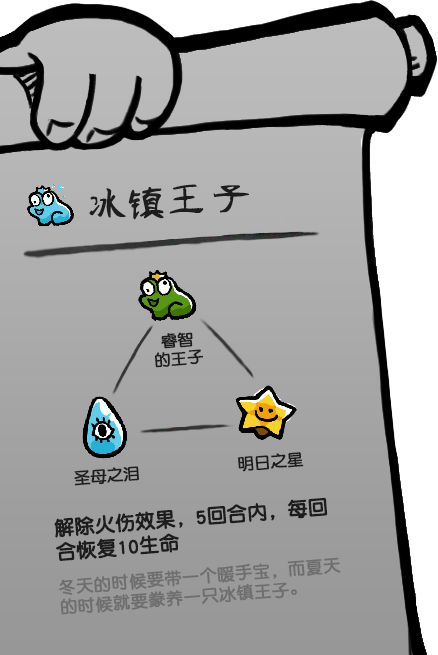 冰镇王子
睿智
的王子
圣母之泪
明日之星
解除火伤效果，5回合内，每回
合恢复10生命
冬天的时候要带一个暖手宝，而夏天
的时候就要豢养一只冰镇王子。